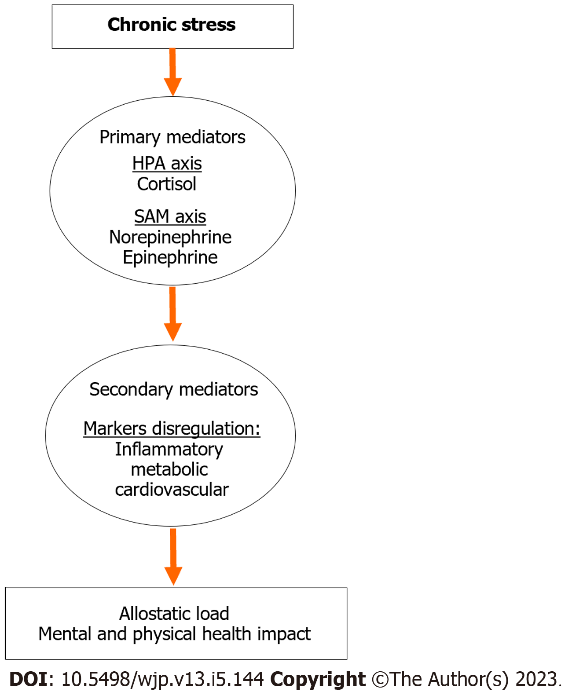 Chronic stress
Primary mediators
HPA axis
Cortisol
SAM axis
Norepinephrine
Epinephrine
Secondary mediators
Markers disregulation:
Inflammatory
metabolic
cardiovascular
Allostatic load
Mental and physical health impact
DOI: 10.5498/wjp.v13.i5.144 Copyright ©The Author(s) 2023.